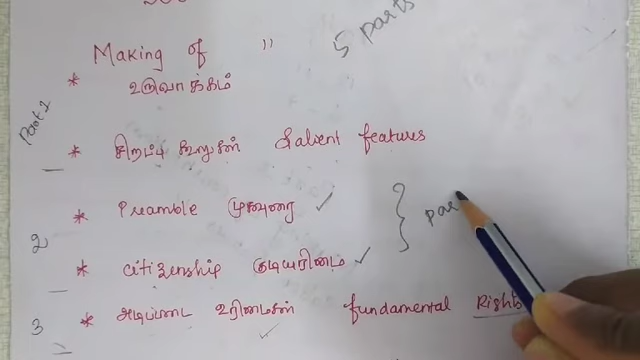 Making of " 5 parts
* உருவாக்கம்
Part 1
* சிறப்பு கூறுகள் Salient features
* Preamble முகவுரை ✓
par
2
* Citizenship குடியுரிமை ✓
3 * அடிப்படை உரிமைகள் fundamental Rights
✓